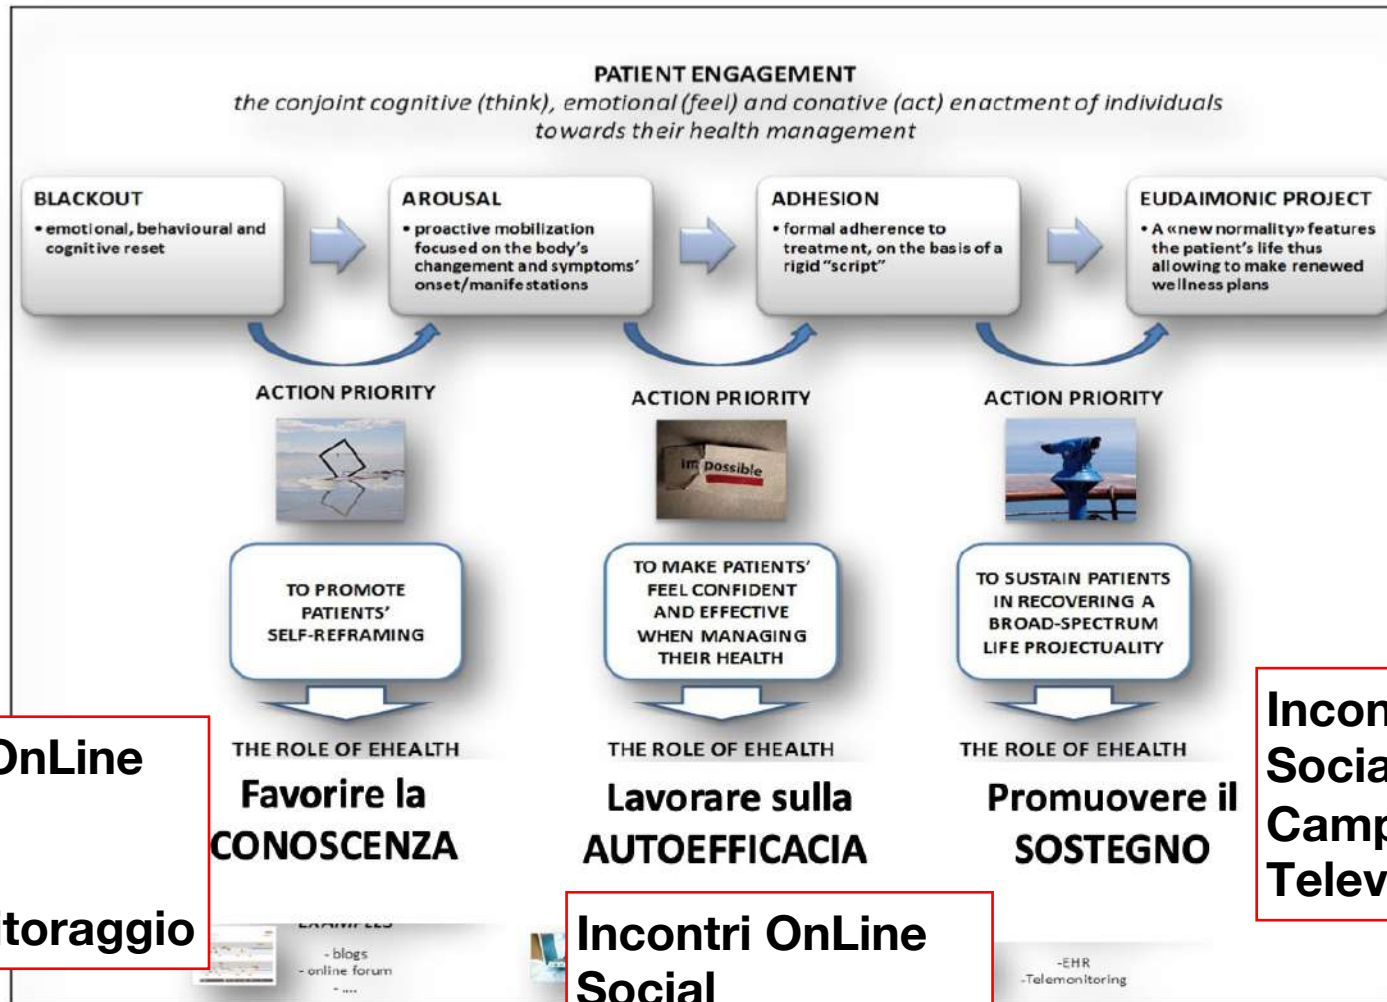 PATIENT ENGAGEMENT
the conjoint cognitive (think), emotional (feel) and conative (act) enactment of individuals
towards their health management
BLACKOUT
• emotional, behavioural and
cognitive reset
AROUSAL
• proactive mobilization
focused on the body's
changement and symptoms'
onset/manifestations
ADHESION
• formal adherence to
treatment, on the basis of a
rigid "script"
EUDAIMONIC PROJECT
• A «new normality» features
the patient's life thus
allowing to make renewed
wellness plans
ACTION PRIORITY
ACTION PRIORITY
ACTION PRIORITY
impossible
TO PROMOTE
PATIENTS'
SELF-REFRAMING
TO MAKE PATIENTS'
FEEL CONFIDENT
AND EFFECTIVE
WHEN MANAGING
THEIR HEALTH
TO SUSTAIN PATIENTS
IN RECOVERING A
BROAD-SPECTRUM
LIFE PROJECTUALITY
THE ROLE OF EHEALTH
THE ROLE OF EHEALTH
THE ROLE OF EHEALTH
Favorire la
CONOSCENZA
Lavorare sulla
AUTOEFFICACIA
Promuovere il
SOSTEGNO
OnLine
itoraggio
Incon
Socia
Camp
Telev
EXAMPLES
- blogs
- online forum
- ....
Incontri OnLine
Social
-EHR
-Telemonitoring